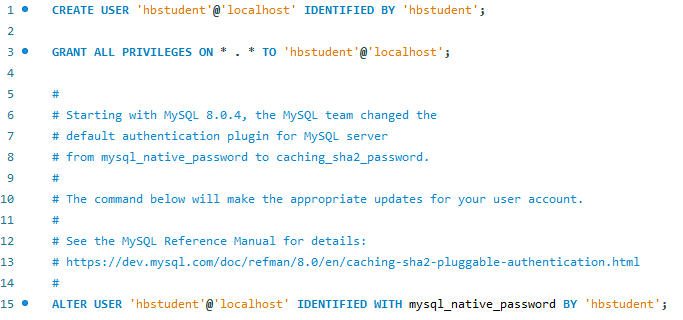 1 CREATE USER 'hbstudent'@'localhost' IDENTIFIED BY 'hbstudent';
2
3 GRANT ALL PRIVILEGES ON * . * TO 'hbstudent'@'localhost';
4
5 #
6 # Starting with MySQL 8.0.4, the MySQL team changed the
7 # default authentication plugin for MySQL server
8 # from mysql_native_password to caching_sha2_password.
9 #
10 # The command below will make the appropriate updates for your user account.
11 #
12 # See the MySQL Reference Manual for details:
13 # https://dev.mysql.com/doc/refman/8.0/en/caching-sha2-pluggable-authentication.html
14 #
15 ALTER USER 'hbstudent'@'localhost' IDENTIFIED WITH mysql_native_password BY 'hbstudent';